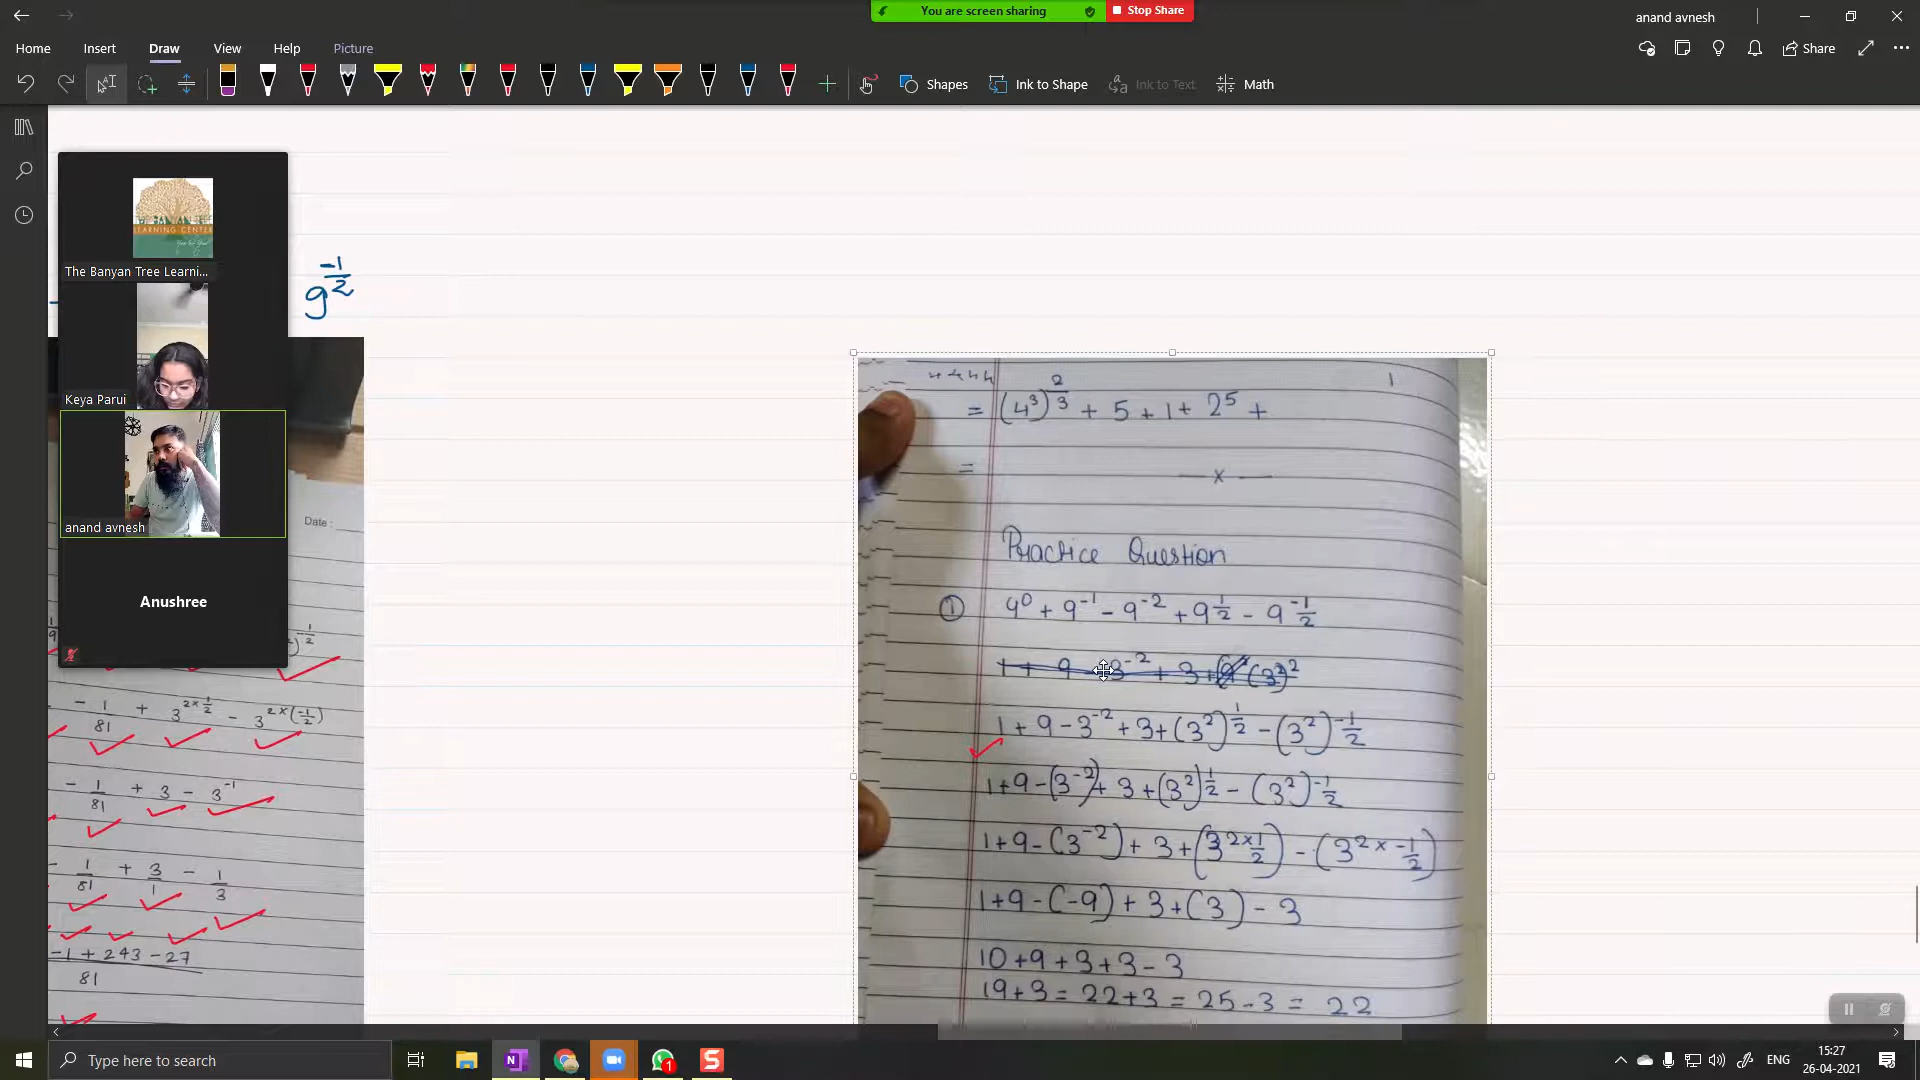 You are screen sharing
Stop Share
anand avnesh
Home Insert Draw View Help Picture
Share
Shapes
Ink to Shape
Ink to Text
Math
LEARNING CENTER
The Banyan Tree Learni...
Keya Parui
anand avnesh
Anushree
9^{-1/2}
Date :
- 1/81 + 3^{2×1/2} - 3^{2×(-1/2)}
- 1/81 + 3 - 3^{-1}
- 1/81 + 3/1 - 1/3
-1 + 243 - 27
81
= (4³)^{2/3} + 5 + 1 + 2⁵ +
=
x
Practice Question
① 9⁰ + 9^{-1} - 9^{-2} + 9^{1/2} - 9^{-1/2}
1 + 9 - 3^{-2} + 3 + (3²)^{1/2} - (3²)^{-1/2}
1+9-(3^{-2})+ 3 +(3²)^{1/2} - (3²)^{-1/2}
1+9-(3^{-2}) + 3 +(3^{2×1/2}) - (3^{2×-1/2})
1+9-(-9) + 3 +(3) - 3
10+9+3+3-3
19+3 = 22+3 = 25-3 = 22
Type here to search
1
ENG
15:27
26-04-2021